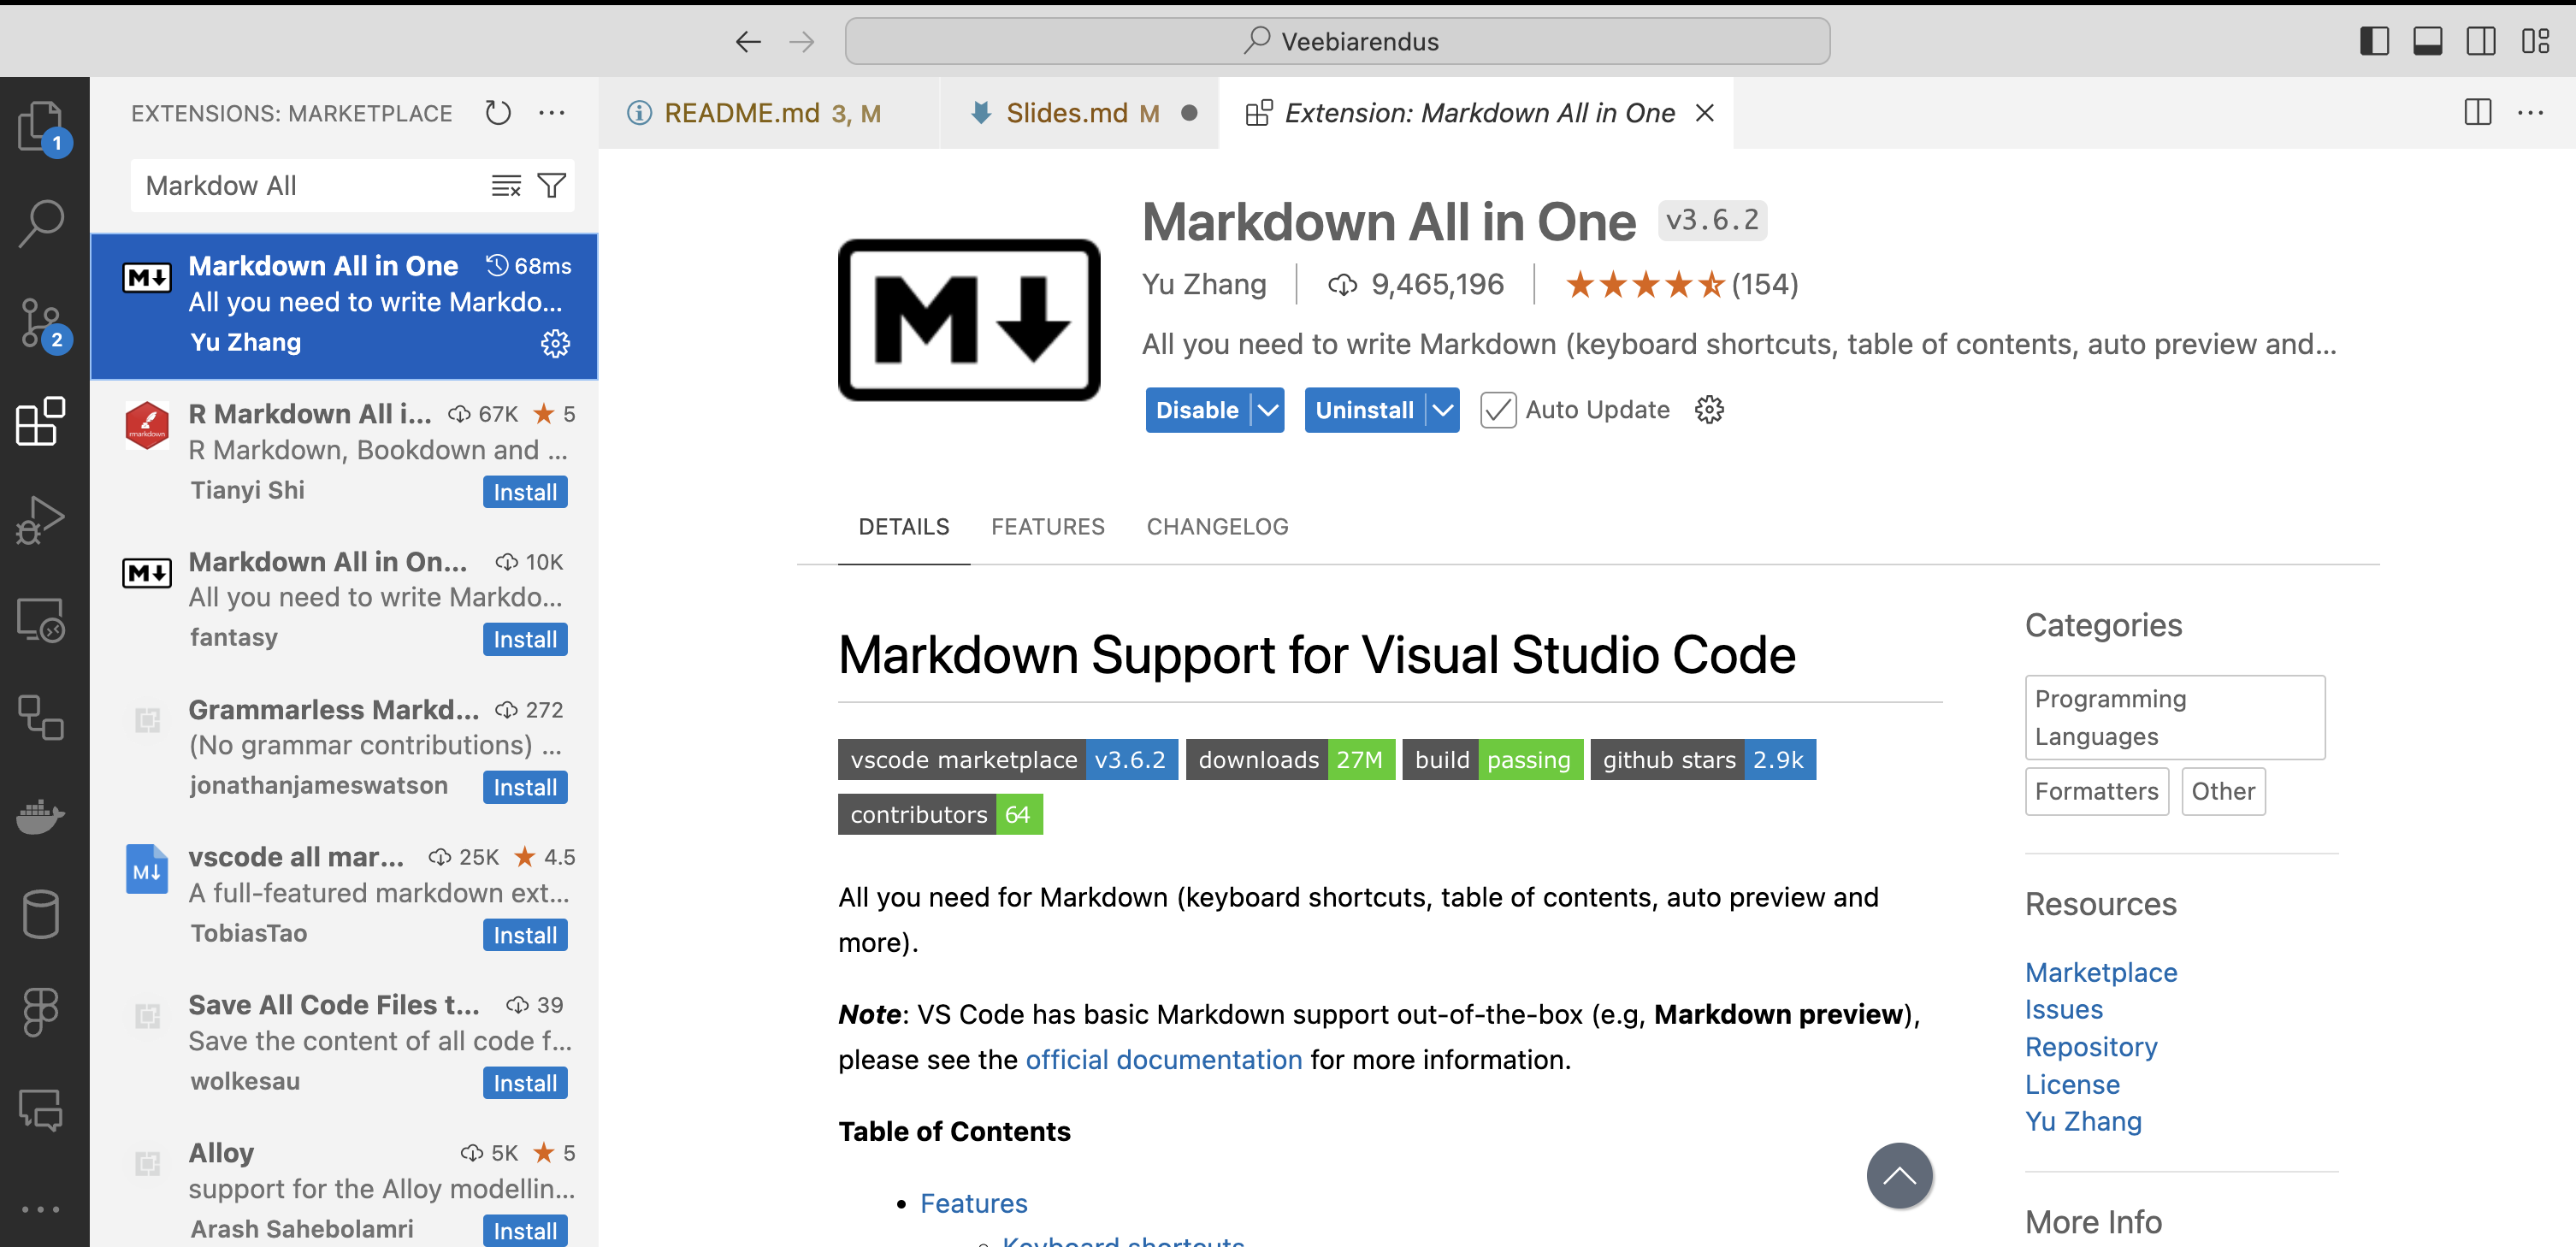 Veebiarendus
EXTENSIONS: MARKETPLACE
README.md 3, M
Slides.md M
Extension: Markdown All in One
1
2
Markdow All
Markdown All in One 68ms
All you need to write Markdo...
Yu Zhang
R Markdown All i... 67K 5
R Markdown, Bookdown and ...
Tianyi Shi Install
Markdown All in On... 10K
All you need to write Markdo...
fantasy Install
Grammarless Markd... 272
(No grammar contributions) ...
jonathanjameswatson Install
vscode all mar... 25K 4.5
A full-featured markdown ext...
TobiasTao Install
Save All Code Files t... 39
Save the content of all code f...
wolkesau Install
Alloy 5K 5
support for the Alloy modellin...
Arash Sahebolamri Install
rmarkdown
M↓
Markdown All in One v3.6.2
Yu Zhang 9,465,196 (154)
All you need to write Markdown (keyboard shortcuts, table of contents, auto preview and...
Disable Uninstall Auto Update
DETAILS FEATURES CHANGELOG
Markdown Support for Visual Studio Code
vscode marketplace v3.6.2 downloads 27M build passing github stars 2.9k
contributors 64
All you need for Markdown (keyboard shortcuts, table of contents, auto preview and
more).
Note: VS Code has basic Markdown support out-of-the-box (e.g, Markdown preview),
please see the official documentation for more information.
Table of Contents
Features
Keyboard shortcuts
Categories
Programming
Languages
Formatters Other
Resources
Marketplace
Issues
Repository
License
Yu Zhang
More Info